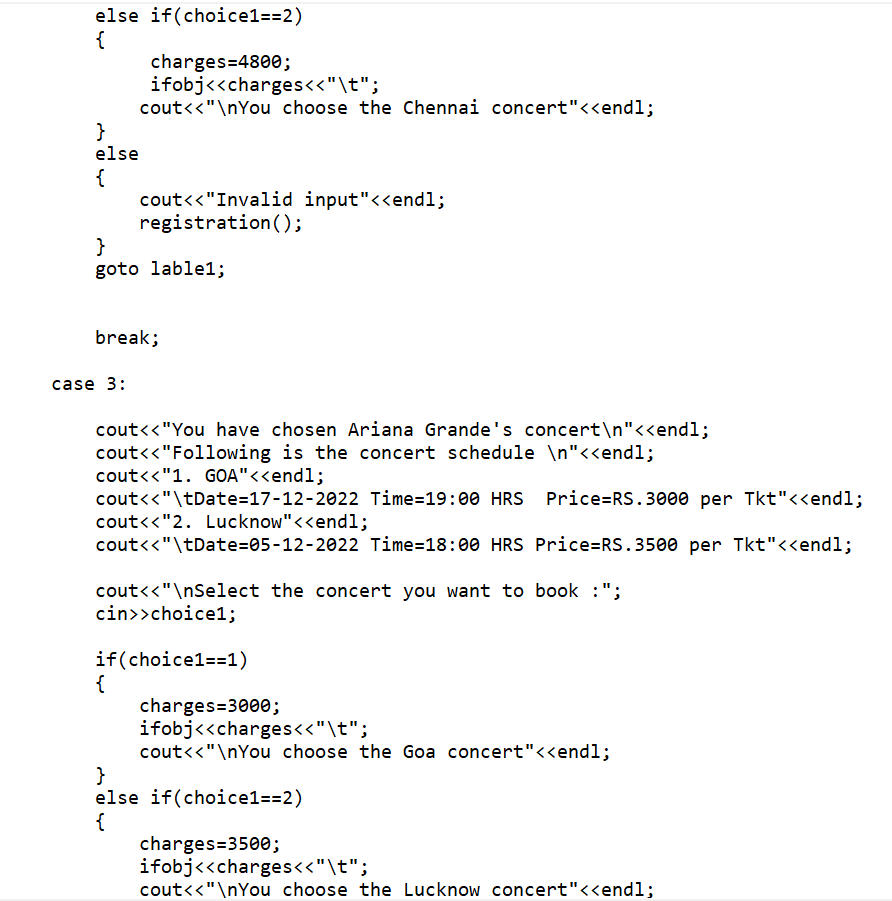 else if(choice1==2)
{
charges=4800;
ifobj<<charges<<"\t";
cout<<"\nYou choose the Chennai concert"<<endl;
}
else
{
cout<<"Invalid input"<<endl;
registration();
}
goto lable1;
break;
case 3:
cout<<"You have chosen Ariana Grande's concert\n"<<endl;
cout<<"Following is the concert schedule \n"<<endl;
cout<<"1. GOA"<<endl;
cout<<"\tDate=17-12-2022 Time=19:00 HRS  Price=RS.3000 per Tkt"<<endl;
cout<<"2. Lucknow"<<endl;
cout<<"\tDate=05-12-2022 Time=18:00 HRS Price=RS.3500 per Tkt"<<endl;
cout<<"\nSelect the concert you want to book :";
cin>>choice1;
if(choice1==1)
{
charges=3000;
ifobj<<charges<<"\t";
cout<<"\nYou choose the Goa concert"<<endl;
}
else if(choice1==2)
{
charges=3500;
ifobj<<charges<<"\t";
cout<<"\nYou choose the Lucknow concert"<<endl;